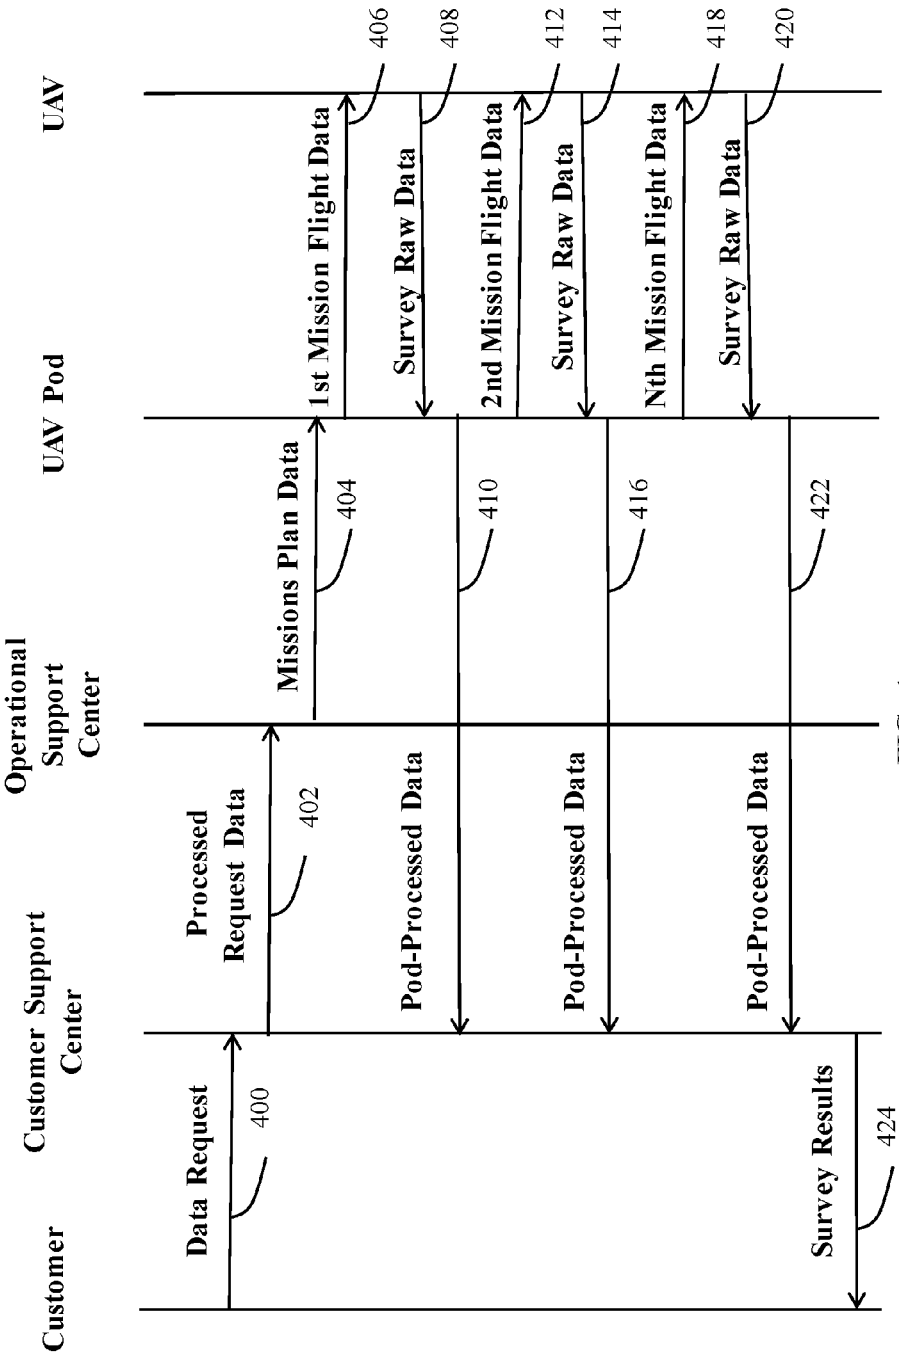 Customer
Customer Support
Center
Operational
Support
Center
UAV Pod
UAV
Data Request
400
Processed
Request Data
402
Missions Plan Data
404
1st Mission Flight Data
406
Survey Raw Data
408
Pod-Processed Data
410
2nd Mission Flight Data
412
Survey Raw Data
414
Pod-Processed Data
416
Nth Mission Flight Data
418
Survey Raw Data
420
Pod-Processed Data
422
Survey Results
424